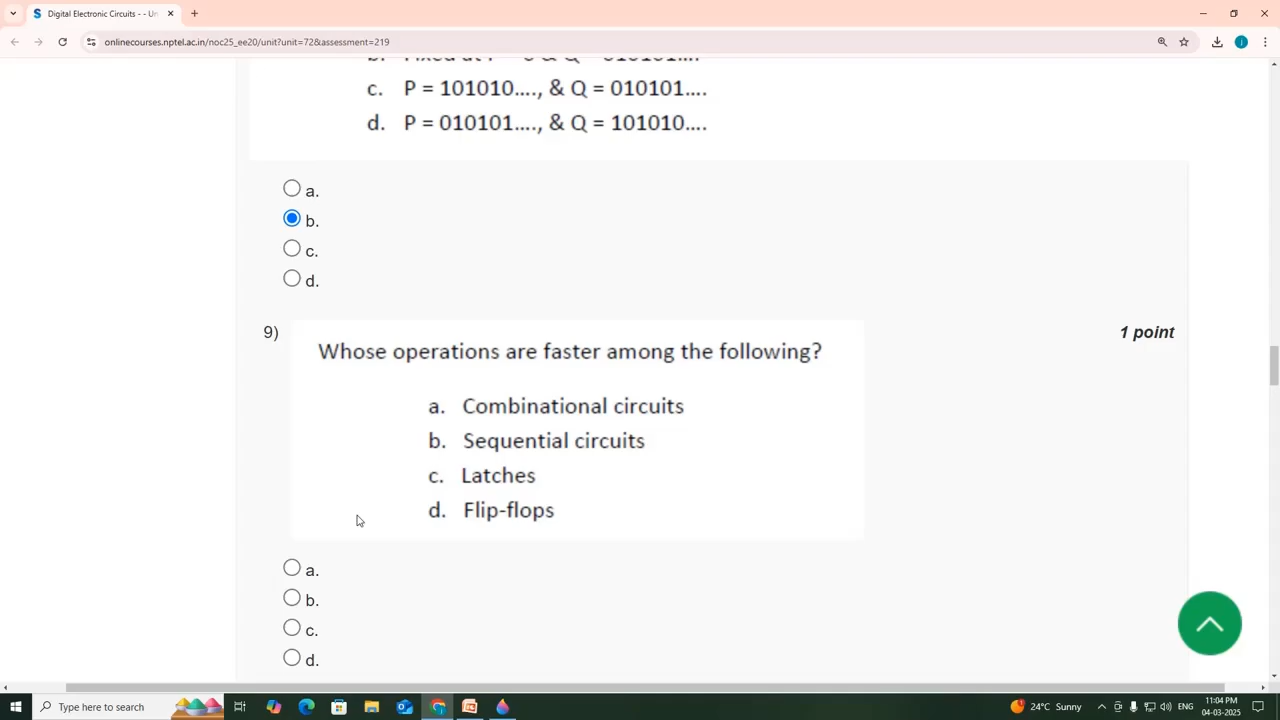 Digital Electronic Circuits - - Un
onlinecourses.nptel.ac.in/noc25_ee20/unit?unit=72&assessment=219
c. P = 101010...., & Q = 010101....
d. P = 010101...., & Q = 101010....
a.
b.
c.
d.
9)
1 point
Whose operations are faster among the following?
a. Combinational circuits
b. Sequential circuits
c. Latches
d. Flip-flops
a.
b.
c.
d.
Type here to search
24°C Sunny
ENG
11:04 PM
04-03-2025